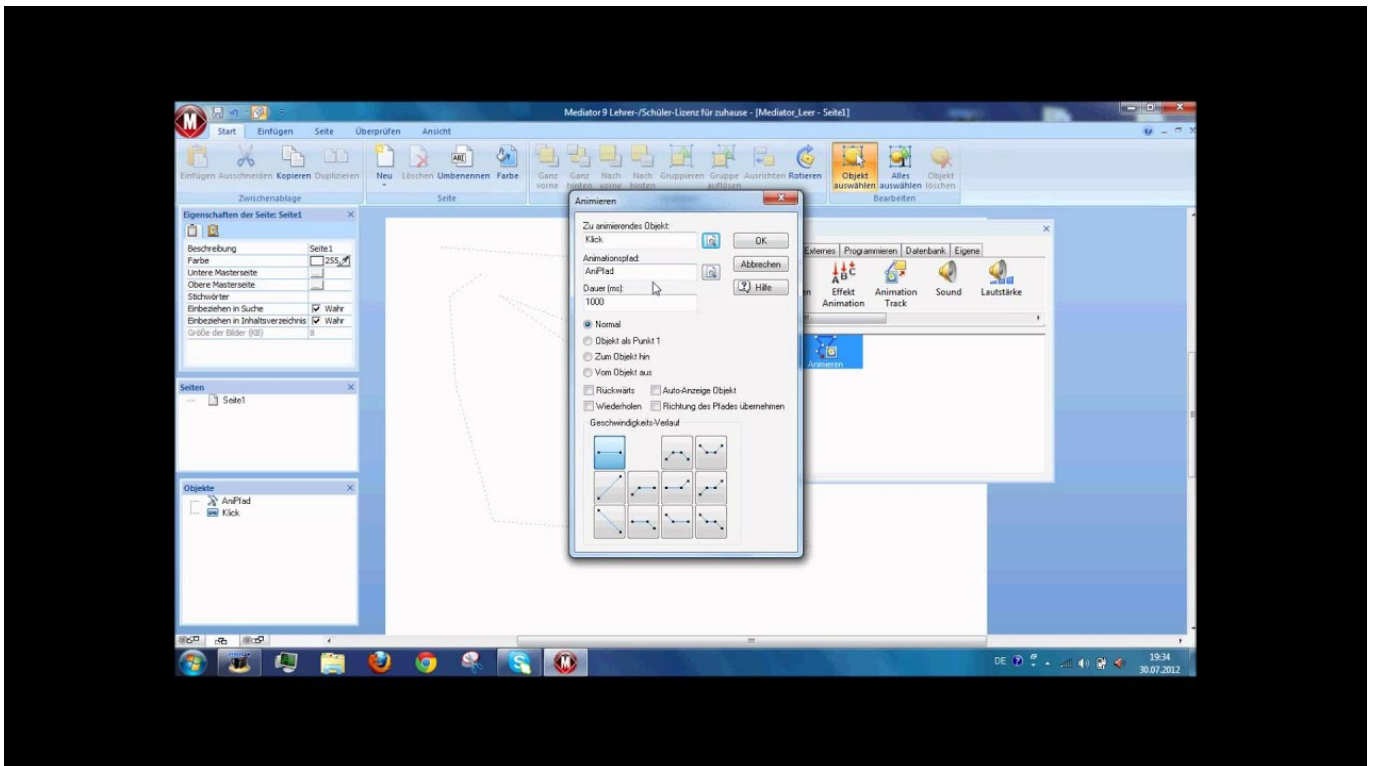 Mediator 9 Lehrer-/Schüler-Lizenz für zuhause - [Mediator_Leer - Seite1]
Start Einfügen Seite Überprüfen Ansicht
Einfügen Ausschneiden Kopieren Duplizieren
Neu Löschen Umbenennen Farbe
Ganz vorne
Ganz hinten
Nach vorne
Nach hinten
Gruppieren
Gruppe auflösen
Ausrichten Rotieren
Objekt auswählen
Alles auswählen
Objekt löschen
Zwischenablage Seite Bearbeiten
Eigenschaften der Seite: Seite1
Beschreibung Seite1
Farbe 255,
Untere Masterseite ...
Obere Masterseite ...
Stichwörter
Einbeziehen in Suche Wahr
Einbeziehen in Inhaltsverzeichnis Wahr
Größe der Bilder (KB) 8
Seiten
Seite1
Objekte
AniPfad
Klick
Animieren
Zu animierendes Objekt:
Klick
OK
Animationspfad:
AniPfad
Abbrechen
Dauer (ms):
1000
Hilfe
Normal
Objekt als Punkt 1
Zum Objekt hin
Vom Objekt aus
Rückwärts Auto-Anzeige Objekt
Wiederholen Richtung des Pfades übernehmen
Geschwindigkeits-Verlauf
Externes Programmieren Datenbank Eigene
Effekt Animation
Animation Track
Sound
Lautstärke
Animieren
DE
19:34
30.07.2012